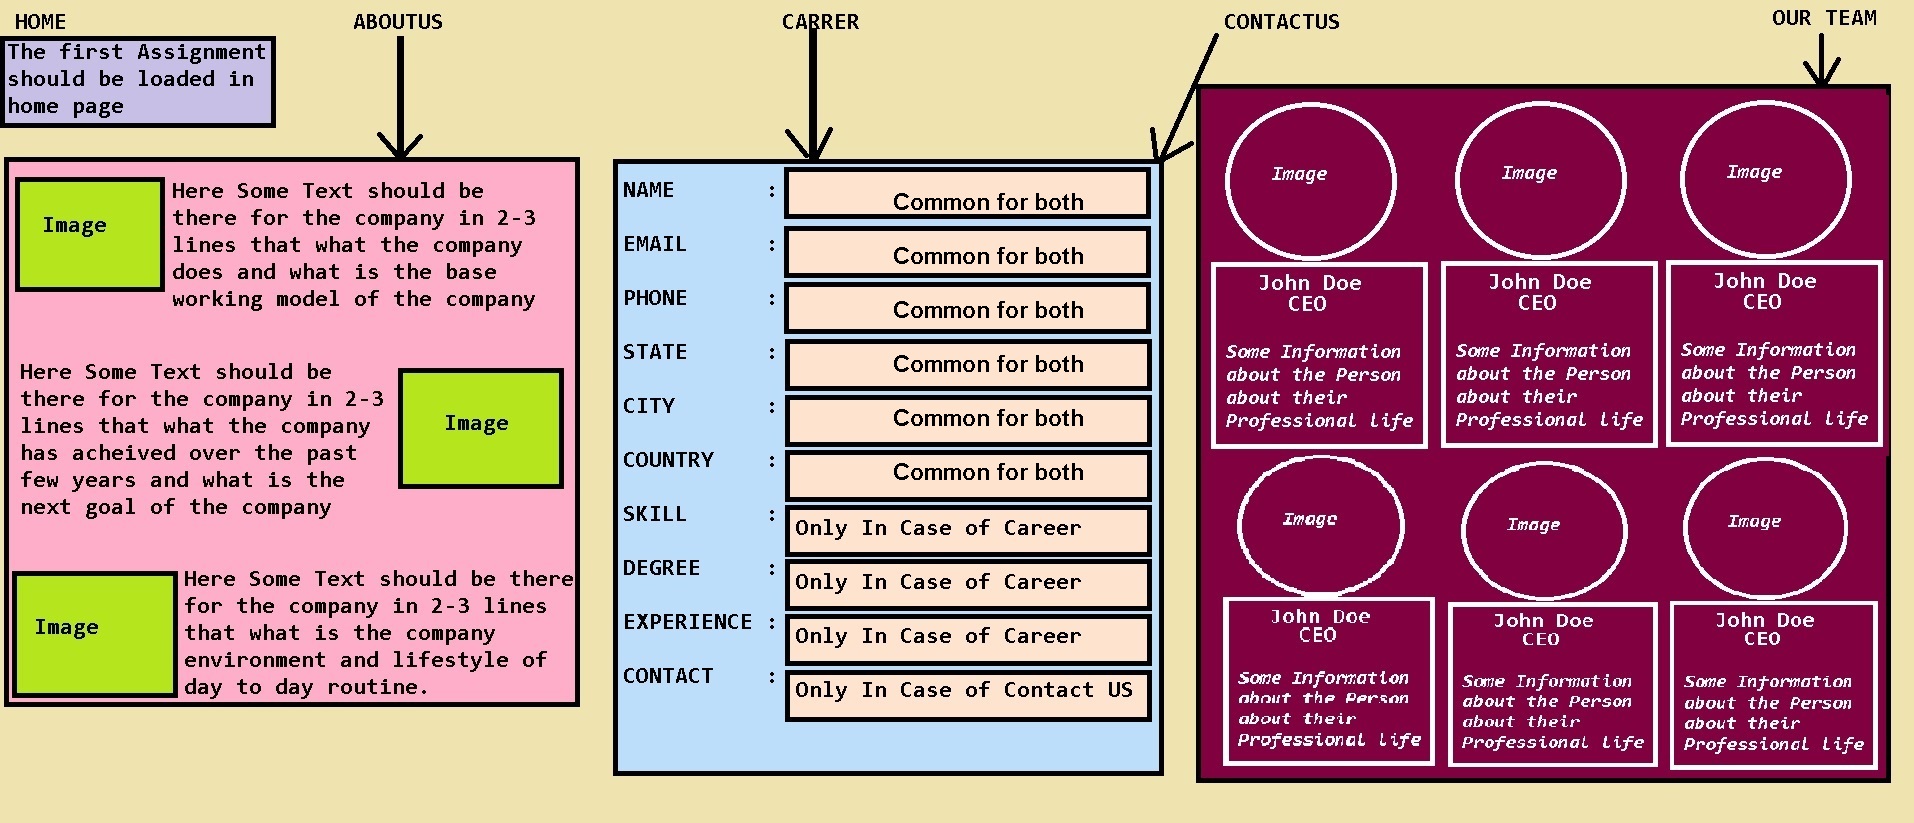 HOME
ABOUTUS
CARRER
CONTACTUS
OUR TEAM
The first Assignment
should be loaded in
home page
Image
Here Some Text should be
there for the company in 2-3
lines that what the company
does and what is the base
working model of the company
Here Some Text should be
there for the company in 2-3
lines that what the company
has acheived over the past
few years and what is the
next goal of the company
Image
Image
Here Some Text should be there
for the company in 2-3 lines
that what is the company
environment and lifestyle of
day to day routine.
NAME : Common for both
EMAIL : Common for both
PHONE : Common for both
STATE : Common for both
CITY : Common for both
COUNTRY : Common for both
SKILL : Only In Case of Career
DEGREE : Only In Case of Career
EXPERIENCE : Only In Case of Career
CONTACT : Only In Case of Contact US
Image
John Doe
CEO
Some Information
about the Person
about their
Professional life
Image
John Doe
CEO
Some Information
about the Person
about their
Professional life
Image
John Doe
CEO
Some Information
about the Person
about their
Professional life
Image
John Doe
CEO
Some Information
about the Person
about their
Professional life
Image
John Doe
CEO
Some Information
about the Person
about their
Professional life
Image
John Doe
CEO
Some Information
about the Person
about their
Professional life